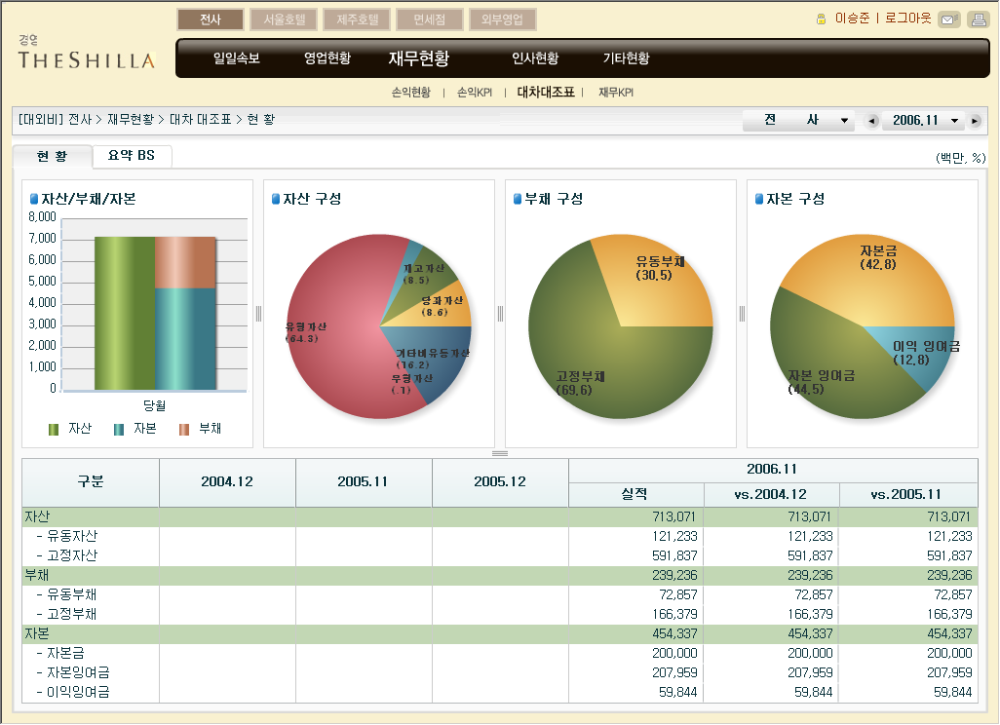 전사 서울호텔 제주호텔 면세점 외부영업
이승준 | 로그아웃
경영
THESHILLA
일일속보 영업현황 재무현황 인사현황 기타현황
손익현황 | 손익KPI | 대차대조표 | 재무KPI
[대외비] 전사 > 재무현황 > 대차 대조표 > 현 황
전 사 ▼ ◀ 2006.11 ▼ ▶
현 황 요약 BS
(백만, %)
자산/부채/자본
8,000
7,000
6,000
5,000
4,000
3,000
2,000
1,000
0
당월
자산 자본 부채
자산 구성
재고자산
(8.5)
당좌자산
(8.6)
유형자산
(64.3)
기타비유동자산
(16.2)
무형자산
(.1)
부채 구성
유동부채
(30.5)
고정부채
(69.6)
자본 구성
자본금
(42.8)
이익 잉여금
(12.8)
자본 잉여금
(44.5)
구분 2004.12 2005.11 2005.12 2006.11
실적 vs.2004.12 vs.2005.11
자산 713,071 713,071 713,071
- 유동자산 121,233 121,233 121,233
- 고정자산 591,837 591,837 591,837
부채 239,236 239,236 239,236
- 유동부채 72,857 72,857 72,857
- 고정부채 166,379 166,379 166,379
자본 454,337 454,337 454,337
- 자본금 200,000 200,000 200,000
- 자본잉여금 207,959 207,959 207,959
- 이익잉여금 59,844 59,844 59,844